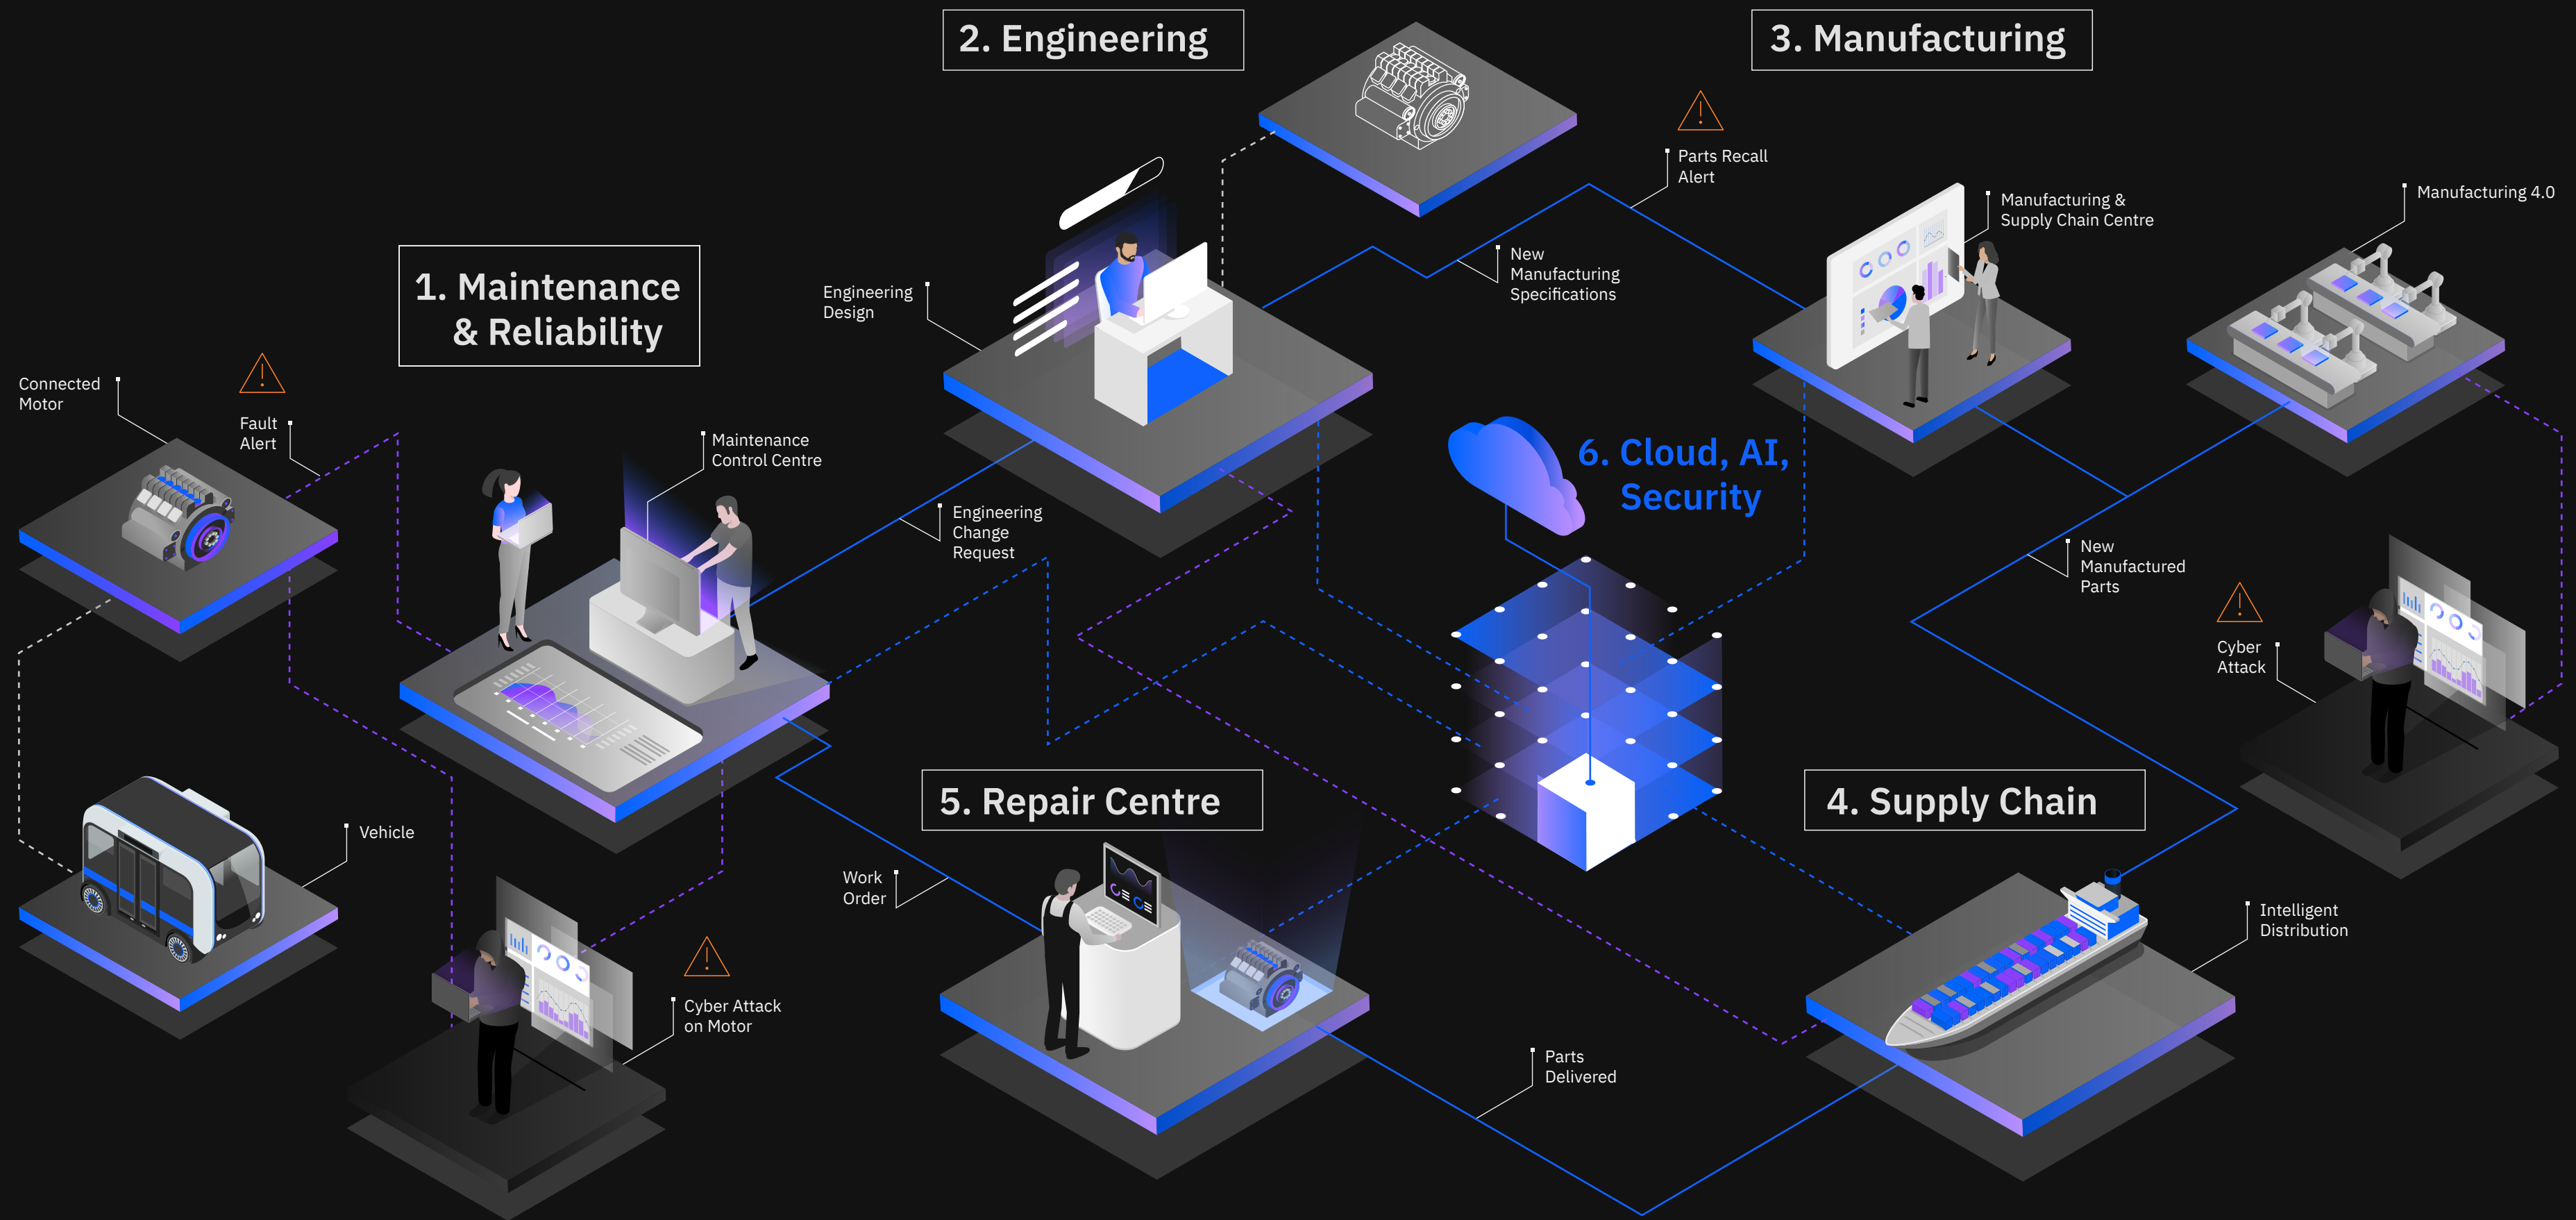 2. Engineering
3. Manufacturing
Parts Recall
Alert
Manufacturing &
Supply Chain Centre
Manufacturing 4.0
1. Maintenance
& Reliability
New
Manufacturing
Specifications
Engineering
Design
Connected
Motor
Fault
Alert
Maintenance
Control Centre
6. Cloud, AI,
Security
Engineering
Change
Request
New
Manufactured
Parts
Cyber
Attack
5. Repair Centre
4. Supply Chain
Vehicle
Work
Order
Intelligent
Distribution
Cyber Attack
on Motor
Parts
Delivered